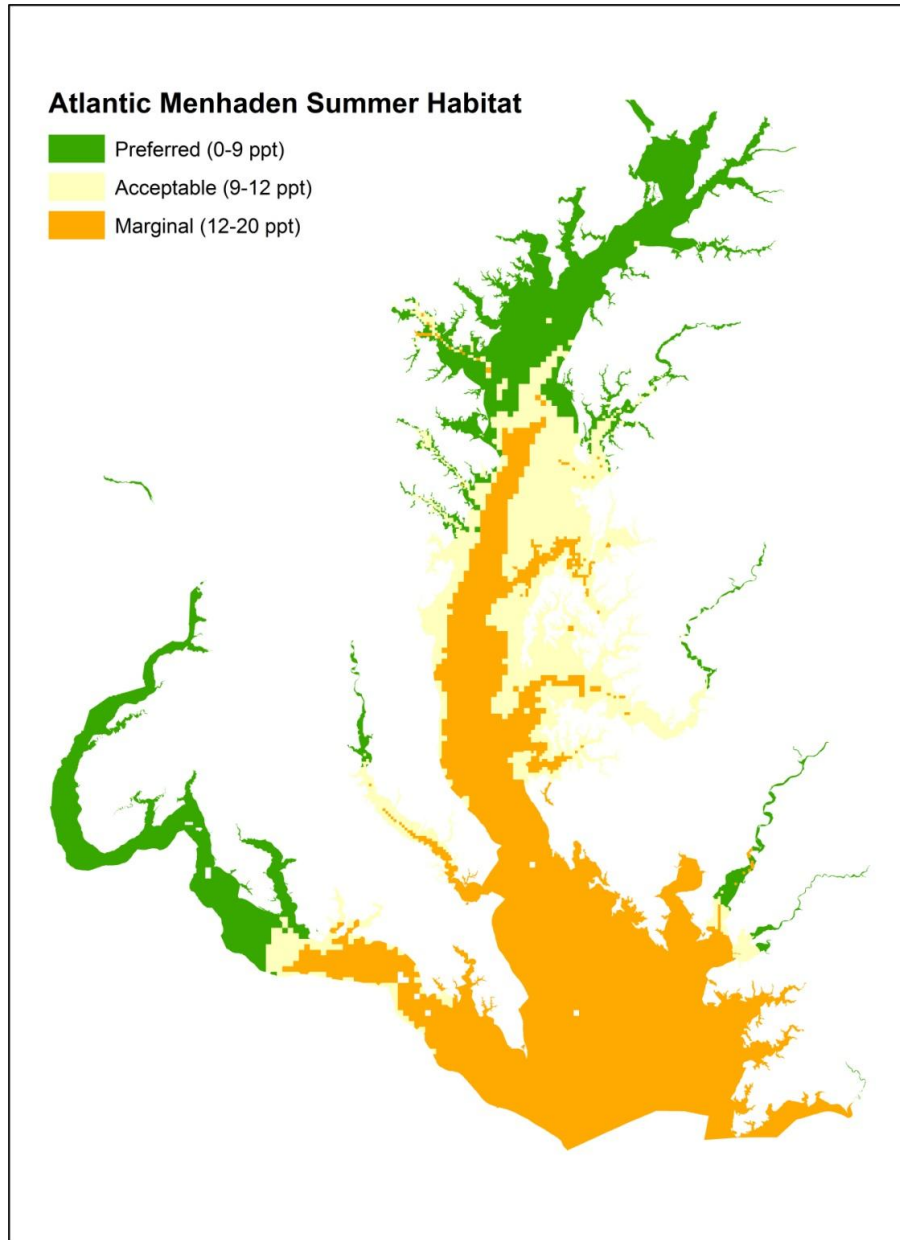 Atlantic Menhaden Summer Habitat
Preferred (0-9 ppt)
Acceptable (9-12 ppt)
Marginal (12-20 ppt)